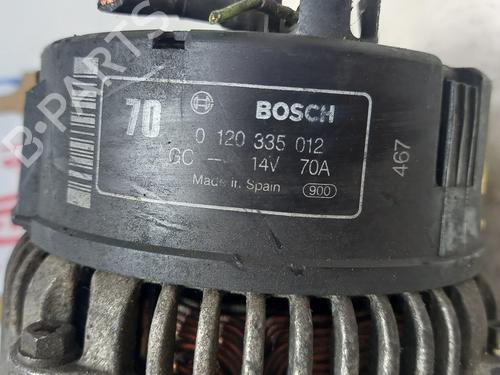 70 BOSCH
0 120 335 012
GC – 14V 70A
Made in Spain 900
467
B-PARTS